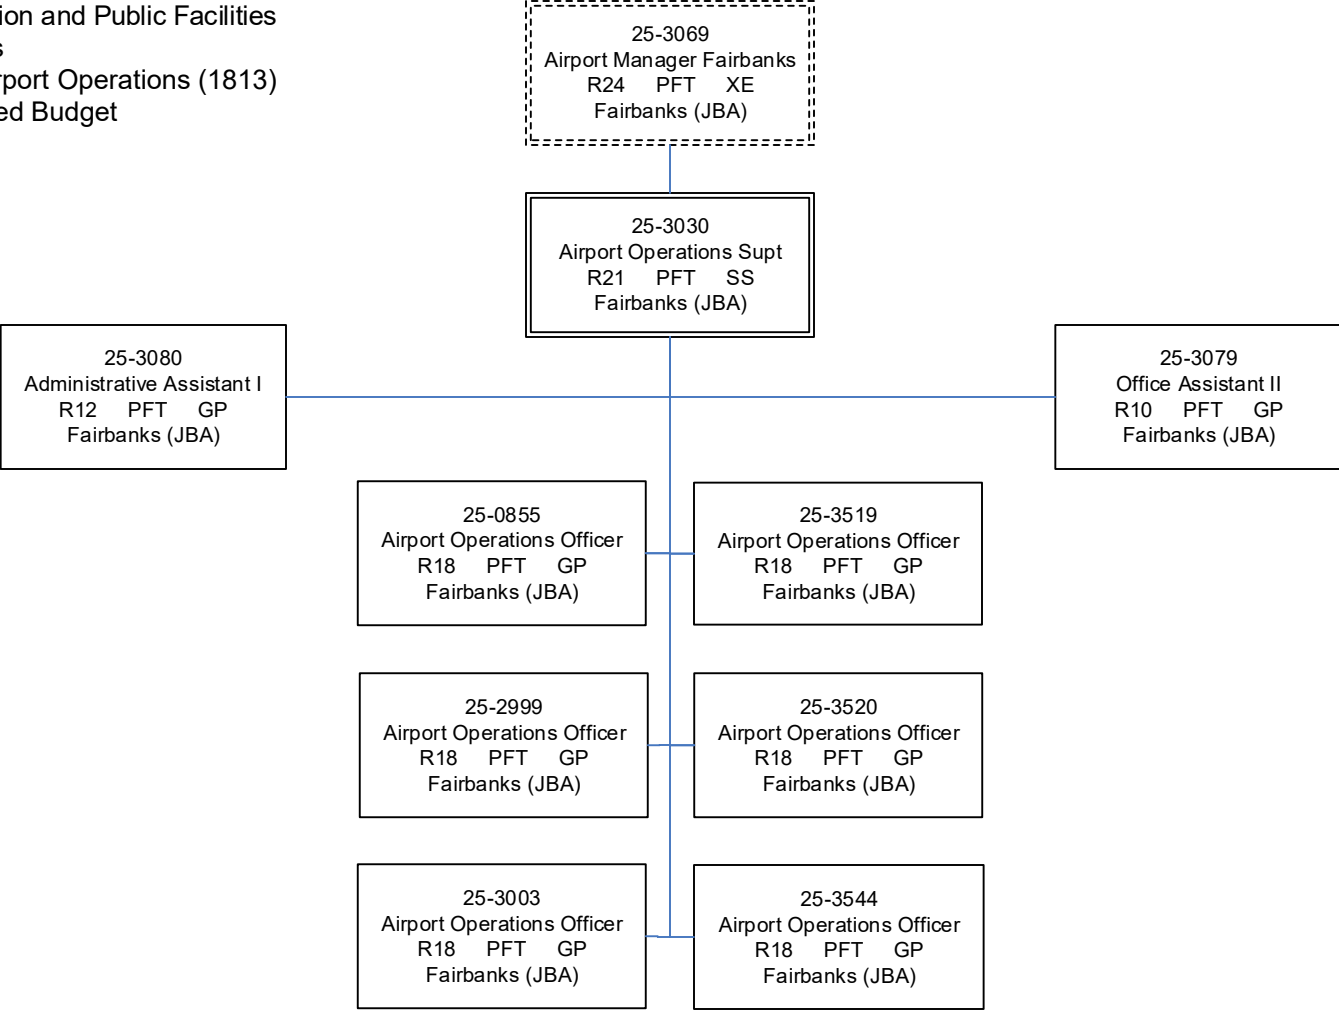 ion and Public Facilities
s
rport Operations (1813)
ed Budget
25-3069
Airport Manager Fairbanks
R24 PFT XE
Fairbanks (JBA)
25-3030
Airport Operations Supt
R21 PFT SS
Fairbanks (JBA)
25-3080
Administrative Assistant I
R12 PFT GP
Fairbanks (JBA)
25-3079
Office Assistant II
R10 PFT GP
Fairbanks (JBA)
25-0855
Airport Operations Officer
R18 PFT GP
Fairbanks (JBA)
25-3519
Airport Operations Officer
R18 PFT GP
Fairbanks (JBA)
25-2999
Airport Operations Officer
R18 PFT GP
Fairbanks (JBA)
25-3520
Airport Operations Officer
R18 PFT GP
Fairbanks (JBA)
25-3003
Airport Operations Officer
R18 PFT GP
Fairbanks (JBA)
25-3544
Airport Operations Officer
R18 PFT GP
Fairbanks (JBA)